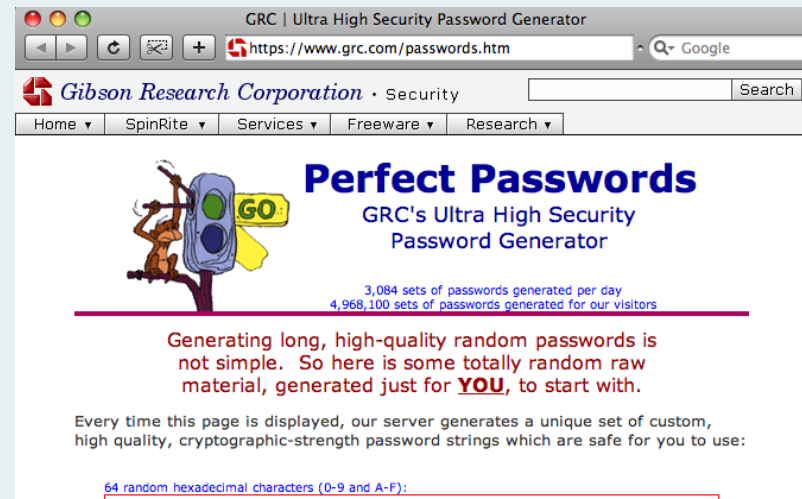 GRC | Ultra High Security Password Generator
https://www.grc.com/passwords.htm
Google
Gibson Research Corporation · Security
Search
Home ▾ SpinRite ▾ Services ▾ Freeware ▾ Research ▾
GO
Perfect Passwords
GRC's Ultra High Security
Password Generator
3,084 sets of passwords generated per day
4,968,100 sets of passwords generated for our visitors
Generating long, high-quality random passwords is
not simple. So here is some totally random raw
material, generated just for YOU, to start with.
Every time this page is displayed, our server generates a unique set of custom,
high quality, cryptographic-strength password strings which are safe for you to use:
64 random hexadecimal characters (0-9 and A-F):